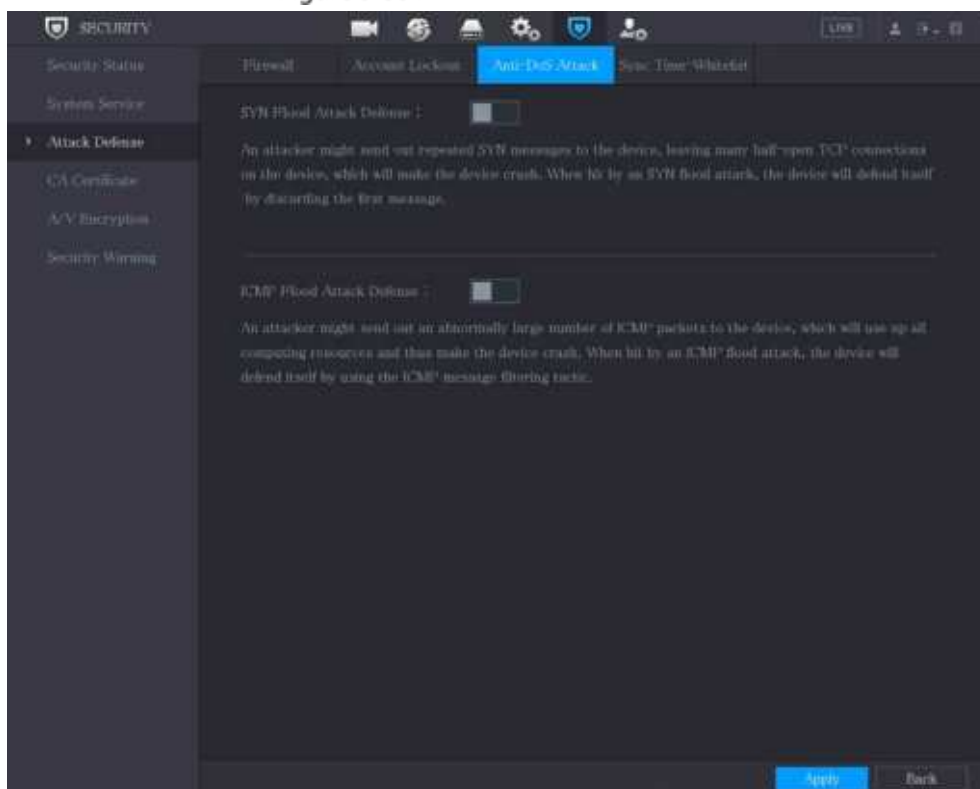 SECURITY
LIVE
Security Status
Firewall
Account Lockout
Anti-DoS Attack
Sync Time-Whitelist
System Service
Attack Defense
CA Certificate
A/V Encryption
Security Warning
SYN Flood Attack Defense :
An attacker might send out repeated SYN messages to the device, leaving many half-open TCP connections
on the device, which will make the device crash. When hit by an SYN flood attack, the device will defend itself
by discarding the first message.
ICMP Flood Attack Defense :
An attacker might send out an abnormally large number of ICMP packets to the device, which will use up all
computing resources and thus make the device crash. When hit by an ICMP flood attack, the device will
defend itself by using the ICMP message filtering tactic.
Apply
Back